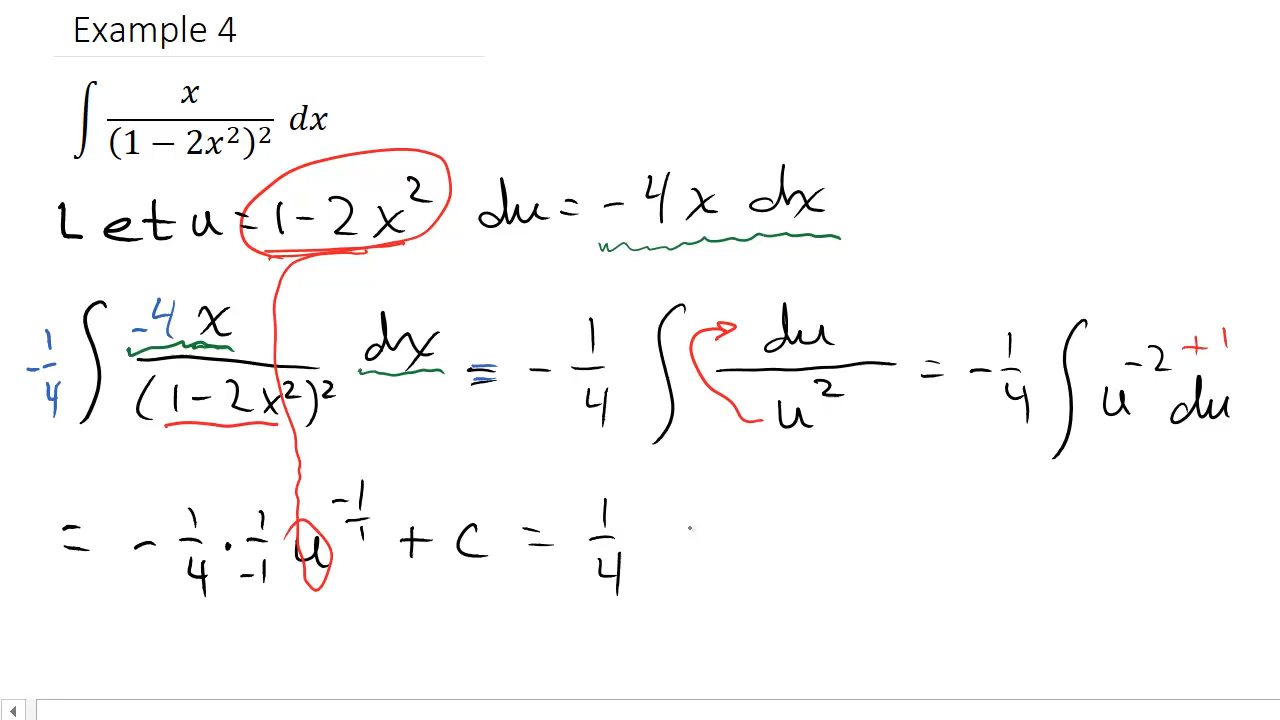 Example 4
∫ x/(1 − 2x²)² dx
Let u = 1 - 2x² du = -4x dx
-1/4 ∫ -4x/(1 - 2x²)² dx = -1/4 ∫ du/u² = -1/4 ∫ u^-2 +1 du
= -1/4 · 1/-1 u^-1/1 + c = 1/4